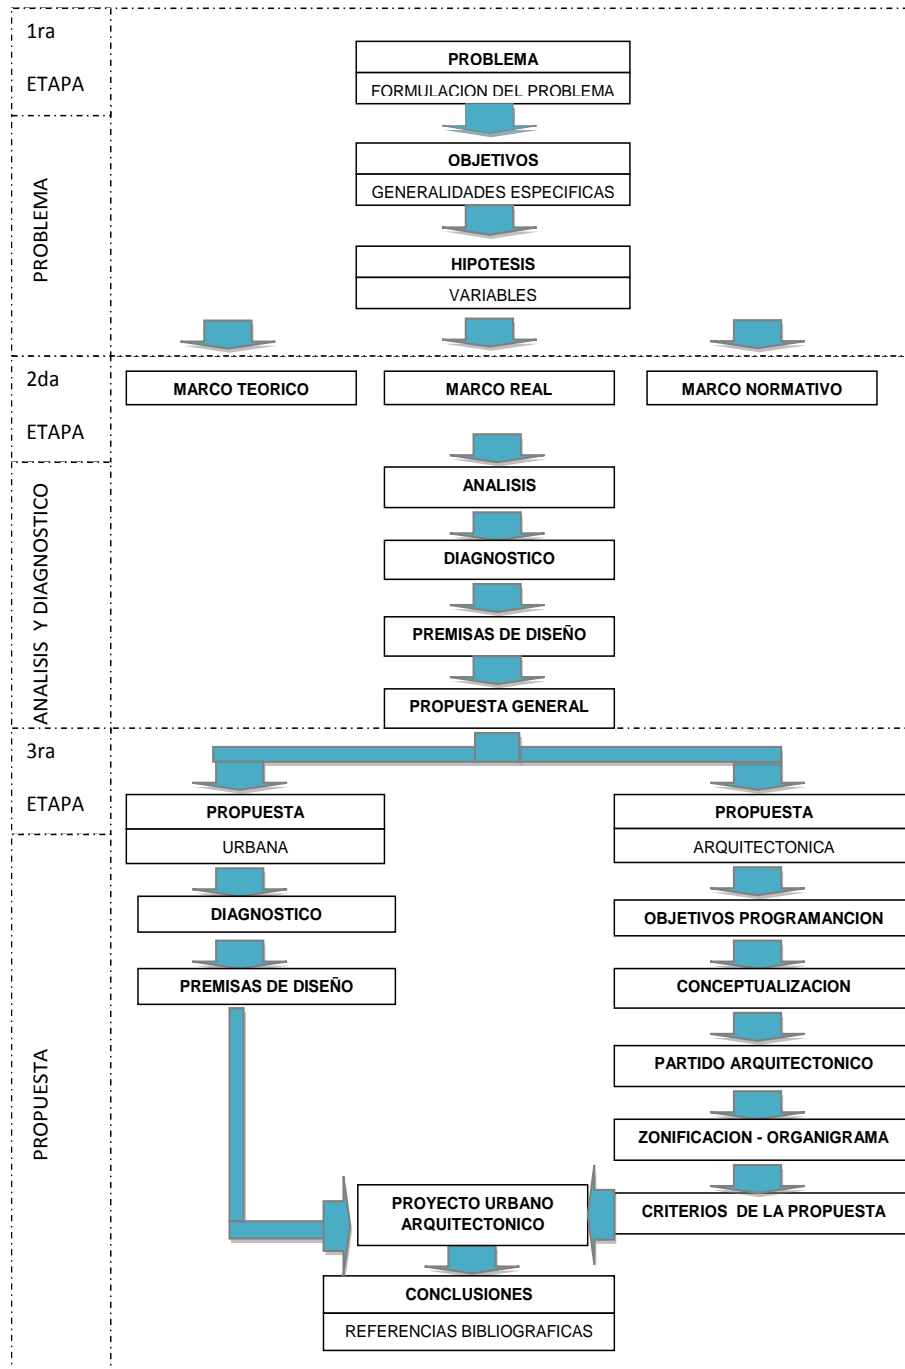 1ra
ETAPA
PROBLEMA
PROBLEMA
FORMULACION DEL PROBLEMA
OBJETIVOS
GENERALIDADES ESPECIFICAS
HIPOTESIS
VARIABLES
2da
ETAPA
ANALISIS Y DIAGNOSTICO
MARCO TEORICO
MARCO REAL
MARCO NORMATIVO
ANALISIS
DIAGNOSTICO
PREMISAS DE DISEÑO
PROPUESTA GENERAL
3ra
ETAPA
PROPUESTA
PROPUESTA
URBANA
DIAGNOSTICO
PREMISAS DE DISEÑO
PROPUESTA
ARQUITECTONICA
OBJETIVOS PROGRAMANCION
CONCEPTUALIZACION
PARTIDO ARQUITECTONICO
ZONIFICACION - ORGANIGRAMA
CRITERIOS DE LA PROPUESTA
PROYECTO URBANO
ARQUITECTONICO
CONCLUSIONES
REFERENCIAS BIBLIOGRAFICAS